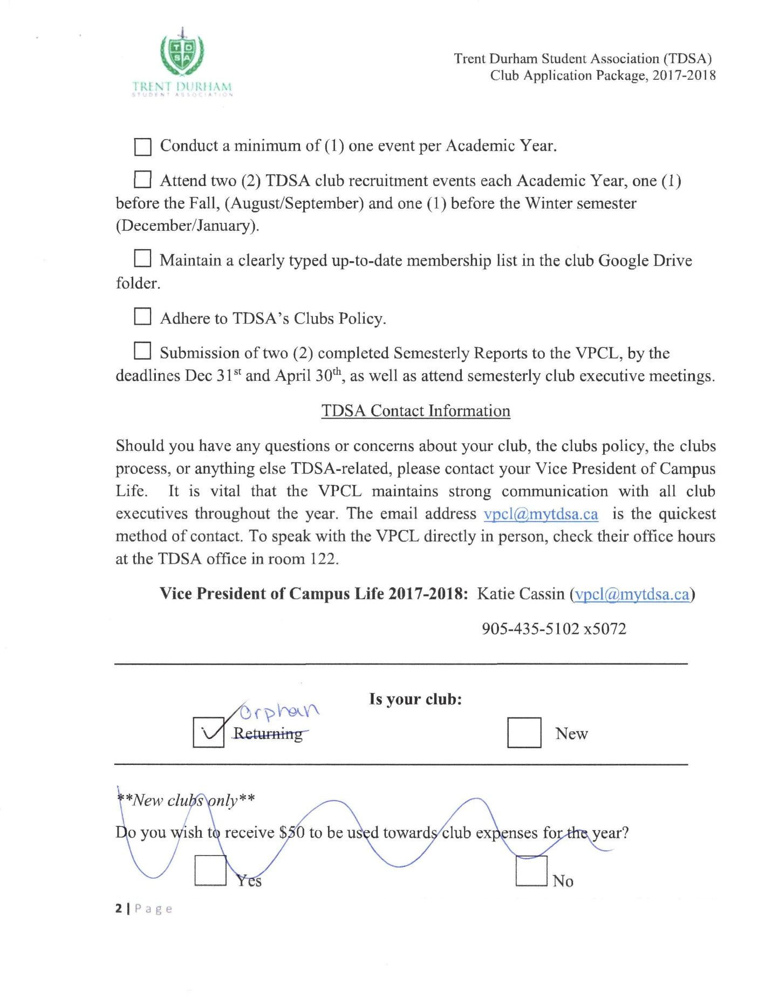 TDSA
TRENT DURHAM
STUDENT ASSOCIATION
Trent Durham Student Association (TDSA)
Club Application Package, 2017-2018
Conduct a minimum of (1) one event per Academic Year.
Attend two (2) TDSA club recruitment events each Academic Year, one (1)
before the Fall, (August/September) and one (1) before the Winter semester
(December/January).
Maintain a clearly typed up-to-date membership list in the club Google Drive
folder.
Adhere to TDSA’s Clubs Policy.
Submission of two (2) completed Semesterly Reports to the VPCL, by the
deadlines Dec 31st and April 30th, as well as attend semesterly club executive meetings.
TDSA Contact Information
Should you have any questions or concerns about your club, the clubs policy, the clubs
process, or anything else TDSA-related, please contact your Vice President of Campus
Life. It is vital that the VPCL maintains strong communication with all club
executives throughout the year. The email address vpcl@mytdsa.ca is the quickest
method of contact. To speak with the VPCL directly in person, check their office hours
at the TDSA office in room 122.
Vice President of Campus Life 2017-2018: Katie Cassin (vpcl@mytdsa.ca)
905-435-5102 x5072
Is your club:
Orphan
Returning New
**New clubs only**
Do you wish to receive $50 to be used towards club expenses for the year?
Yes No
2 | Page